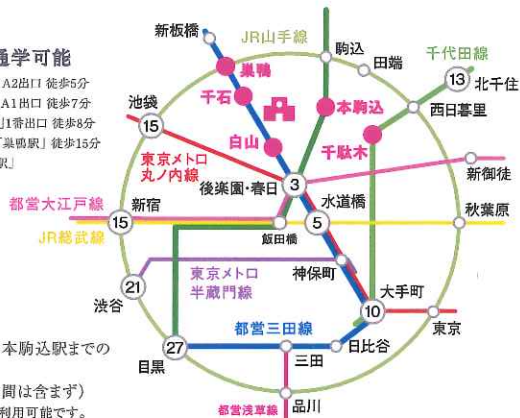 通学可能
A2出口 徒歩5分
A1出口 徒歩7分
」1番出口 徒歩8分
「巣鴨駅」徒歩15分
駅」
新板橋
JR山手線
駒込
田端
千代田線
13
北千住
西日暮里
巣鴨
千石
本駒込
池袋
15
白山
千駄木
東京メトロ
丸ノ内線
後楽園・春日
3
新御徒
都営大江戸線
新宿
15
水道橋
5
秋葉原
JR総武線
飯田橋
東京メトロ
半蔵門線
神保町
21
渋谷
大手町
10
東京
都営三田線
27
目黒
三田
日比谷
本駒込駅までの
間は含まず)
利用可能です。
都営浅草線
品川